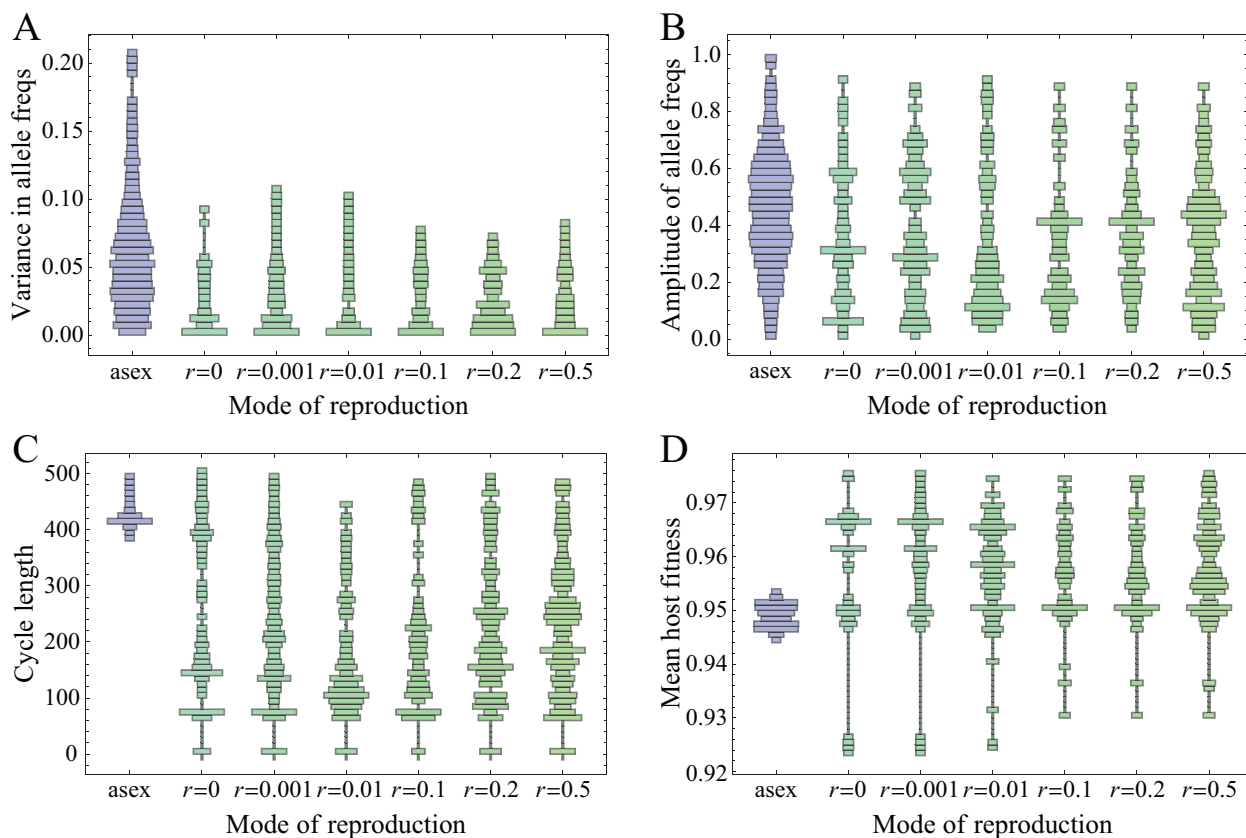 A
Variance in allele freqs
0.20
0.15
0.10
0.05
0.00
asex r=0 r=0.001 r=0.01 r=0.1 r=0.2 r=0.5
Mode of reproduction
B
Amplitude of allele freqs
1.0
0.8
0.6
0.4
0.2
0.0
asex r=0 r=0.001 r=0.01 r=0.1 r=0.2 r=0.5
Mode of reproduction
C
Cycle length
500
400
300
200
100
0
asex r=0 r=0.001 r=0.01 r=0.1 r=0.2 r=0.5
Mode of reproduction
D
Mean host fitness
0.97
0.96
0.95
0.94
0.93
0.92
asex r=0 r=0.001 r=0.01 r=0.1 r=0.2 r=0.5
Mode of reproduction